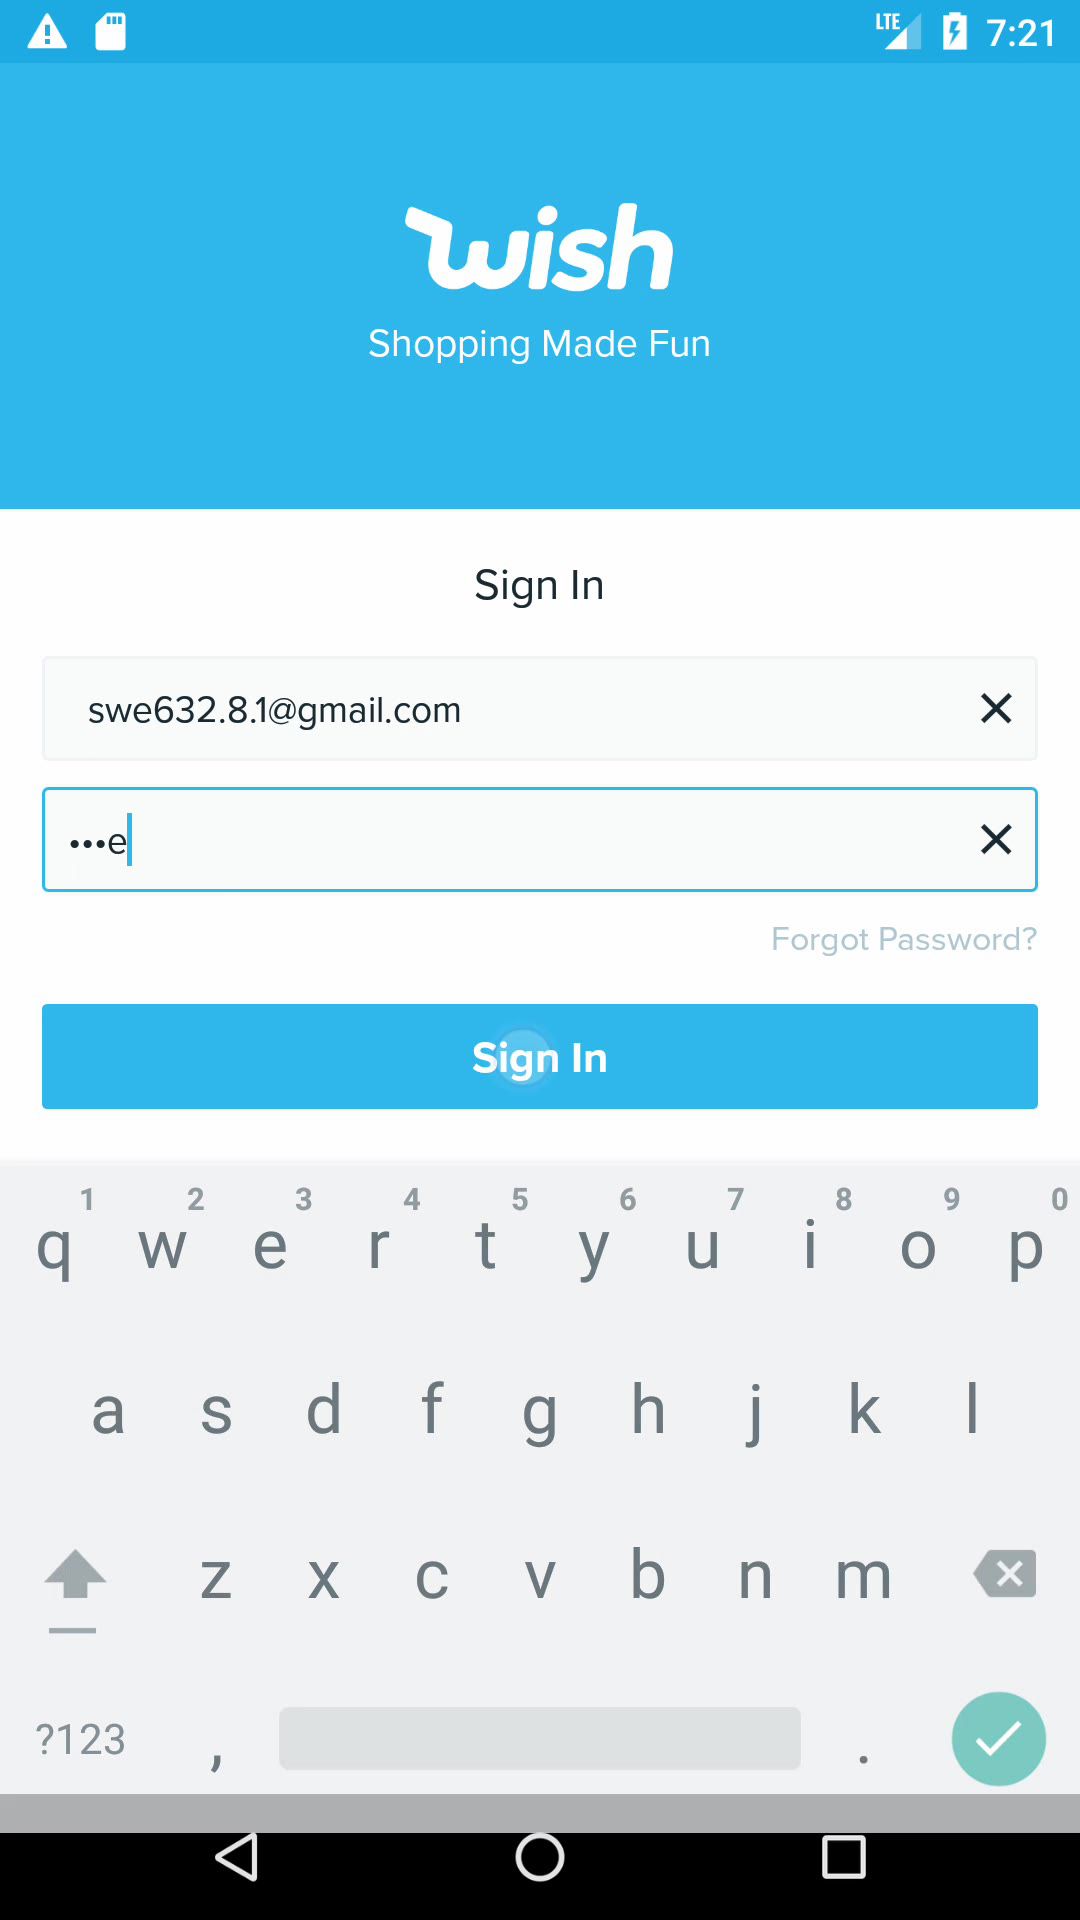 LTE 7:21
wish
Shopping Made Fun
Sign In
swe632.8.1@gmail.com
•••e
Forgot Password?
Sign In
1 2 3 4 5 6 7 8 9 0
q w e r t y u i o p
a s d f g h j k l
z x c v b n m
?123 , .